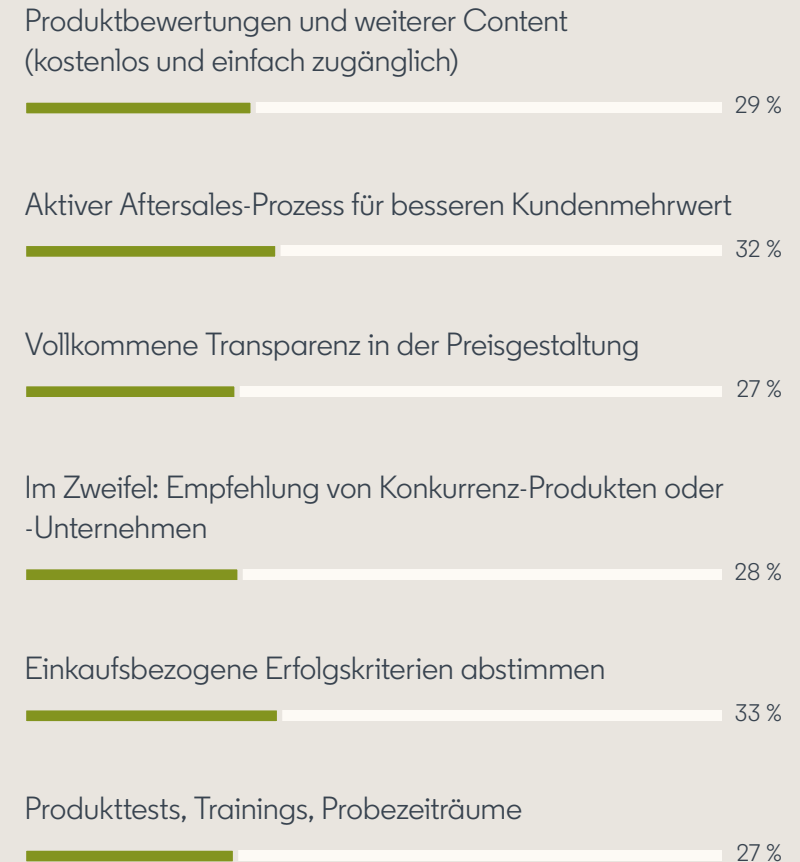 Produktbewertungen und weiterer Content
(kostenlos und einfach zugänglich)
29 %
Aktiver Aftersales-Prozess für besseren Kundenmehrwert
32 %
Vollkommene Transparenz in der Preisgestaltung
27 %
Im Zweifel: Empfehlung von Konkurrenz-Produkten oder
-Unternehmen
28 %
Einkaufsbezogene Erfolgskriterien abstimmen
33 %
Produkttests, Trainings, Probezeiträume
27 %